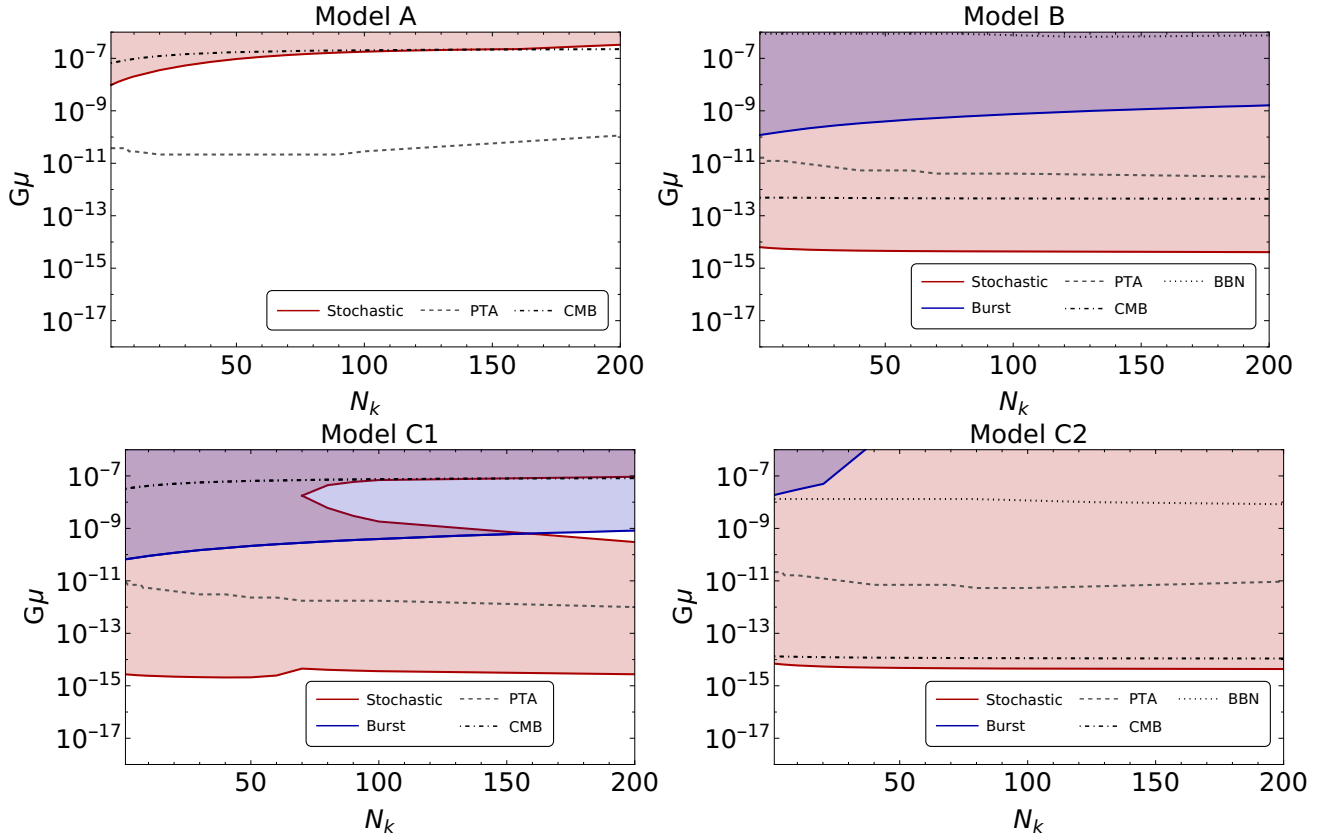 Model A
10⁻⁷
10⁻⁹
10⁻¹¹
10⁻¹³
10⁻¹⁵
10⁻¹⁷
Gμ
Stochastic PTA CMB
50 100 150 200
N_k
Model B
10⁻⁷
10⁻⁹
10⁻¹¹
10⁻¹³
10⁻¹⁵
10⁻¹⁷
Gμ
Stochastic PTA BBN
Burst CMB
50 100 150 200
N_k
Model C1
10⁻⁷
10⁻⁹
10⁻¹¹
10⁻¹³
10⁻¹⁵
10⁻¹⁷
Gμ
Stochastic PTA
Burst CMB
50 100 150 200
N_k
Model C2
10⁻⁷
10⁻⁹
10⁻¹¹
10⁻¹³
10⁻¹⁵
10⁻¹⁷
Gμ
Stochastic PTA BBN
Burst CMB
50 100 150 200
N_k